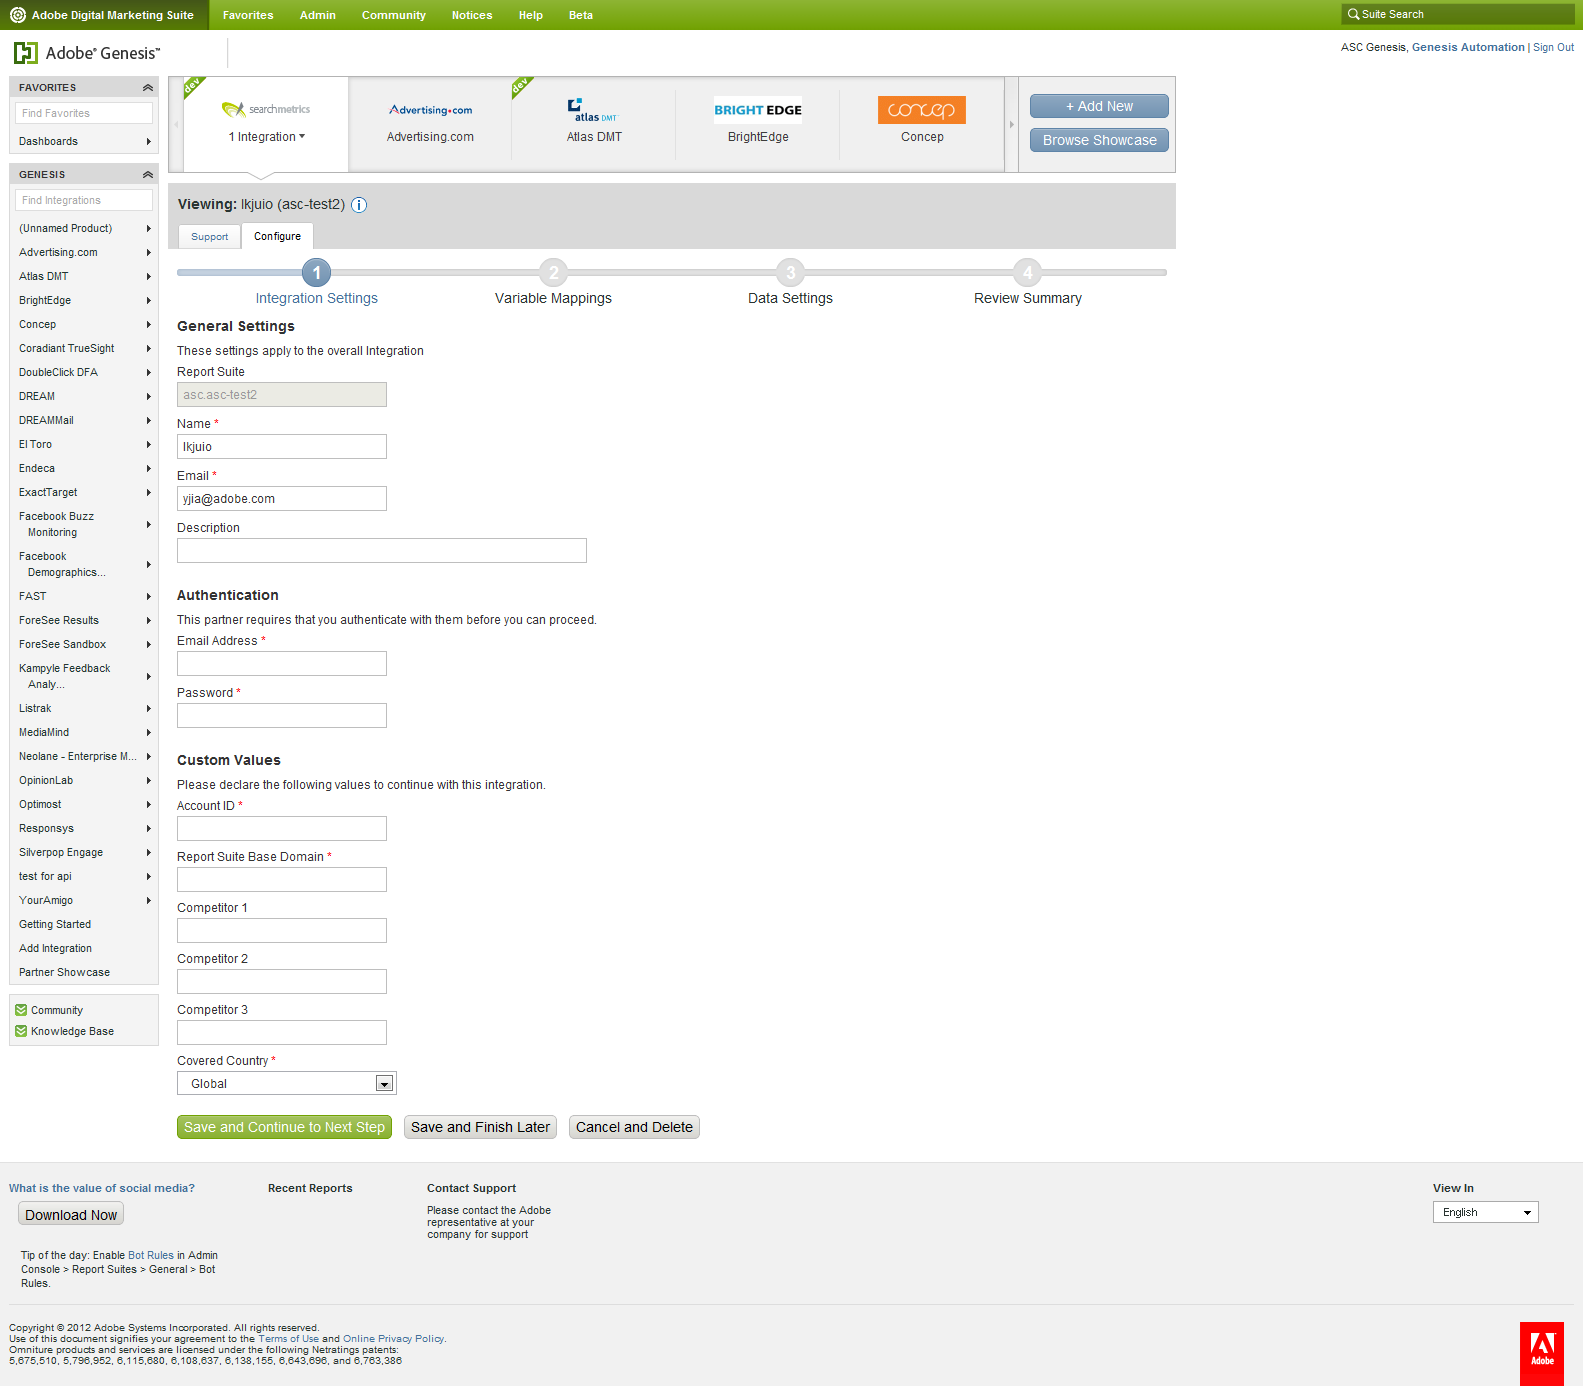 Adobe Digital Marketing Suite
Favorites
Admin
Community
Notices
Help
Beta
Suite Search
Adobe® Genesis™
ASC Genesis, Genesis Automation | Sign Out
FAVORITES
Find Favorites
Dashboards
GENESIS
Find Integrations
(Unnamed Product)
Advertising.com
Atlas DMT
BrightEdge
Concep
Coradiant TrueSight
DoubleClick DFA
DREAM
DREAMMail
El Toro
Endeca
ExactTarget
Facebook Buzz
Monitoring
Facebook
Demographics...
FAST
ForeSee Results
ForeSee Sandbox
Kampyle Feedback
Analy...
Listrak
MediaMind
Neolane - Enterprise M...
OpinionLab
Optimost
Responsys
Silverpop Engage
test for api
YourAmigo
Getting Started
Add Integration
Partner Showcase
Community
Knowledge Base
dev
searchmetrics
1 Integration
Advertising.com
Advertising.com
dev
atlas DMT
Atlas DMT
BRIGHT EDGE
BrightEdge
concep
Concep
+ Add New
Browse Showcase
Viewing: lkjuio (asc-test2) i
Support
Configure
1
2
3
4
Integration Settings
Variable Mappings
Data Settings
Review Summary
General Settings
These settings apply to the overall Integration
Report Suite
asc.asc-test2
Name *
lkjuio
Email *
yjia@adobe.com
Description
Authentication
This partner requires that you authenticate with them before you can proceed.
Email Address *
Password *
Custom Values
Please declare the following values to continue with this integration.
Account ID *
Report Suite Base Domain *
Competitor 1
Competitor 2
Competitor 3
Covered Country *
Global
Save and Continue to Next Step
Save and Finish Later
Cancel and Delete
What is the value of social media?
Download Now
Tip of the day: Enable Bot Rules in Admin
Console > Report Suites > General > Bot
Rules.
Recent Reports
Contact Support
Please contact the Adobe
representative at your
company for support
View In
English
Copyright © 2012 Adobe Systems Incorporated. All rights reserved.
Use of this document signifies your agreement to the Terms of Use and Online Privacy Policy.
Omniture products and services are licensed under the following Netratings patents:
5,675,510, 5,796,952, 6,115,680, 6,108,637, 6,138,155, 6,643,696, and 6,763,386
Adobe